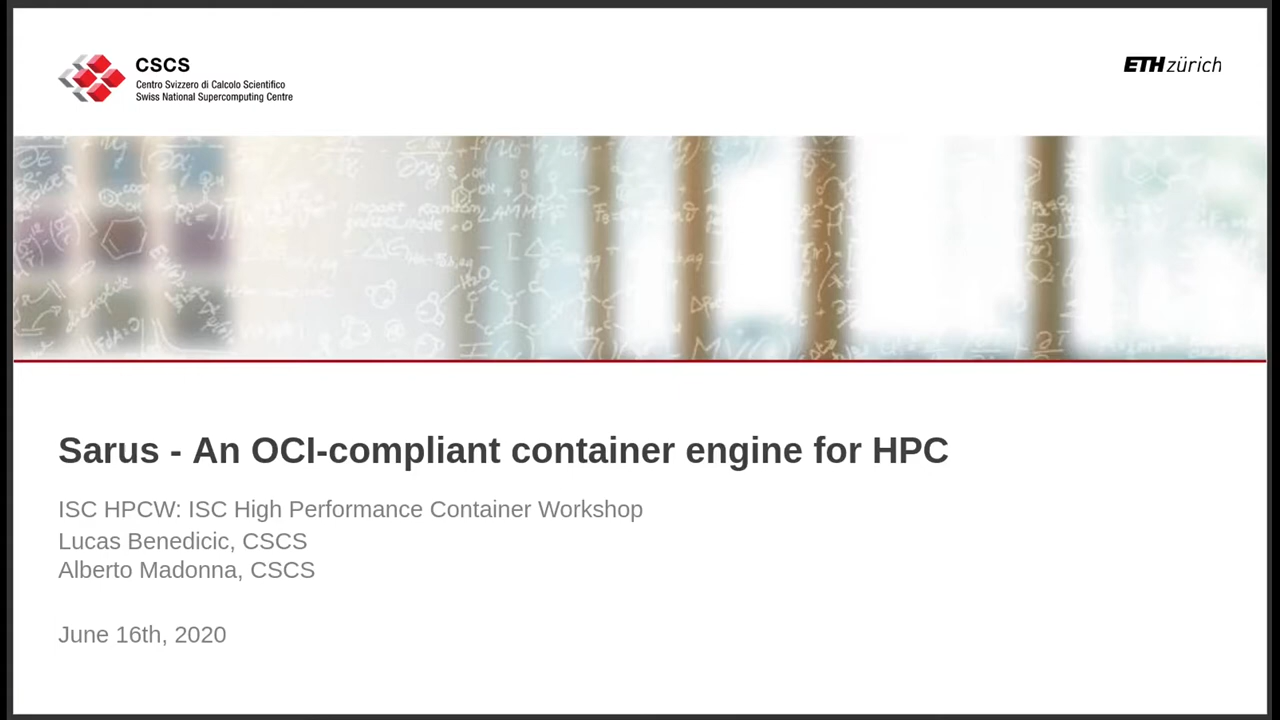 CSCS
Centro Svizzero di Calcolo Scientifico
Swiss National Supercomputing Centre
ETH zürich
Sarus - An OCI-compliant container engine for HPC
ISC HPCW: ISC High Performance Container Workshop
Lucas Benedicic, CSCS
Alberto Madonna, CSCS
June 16th, 2020